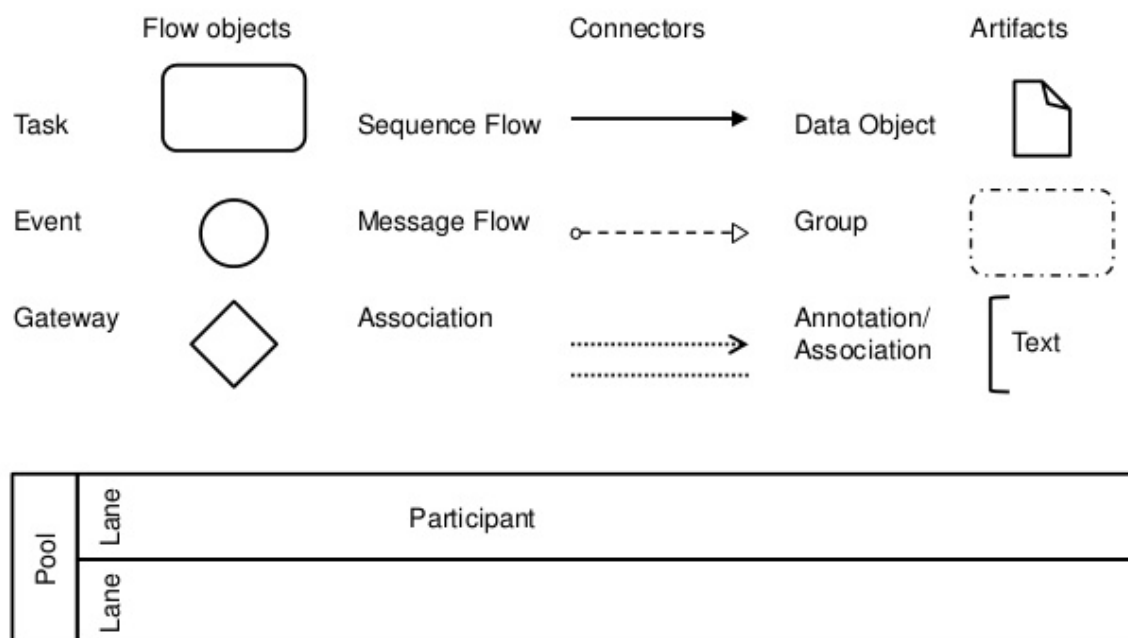 Flow objects
Connectors
Artifacts
Task
Sequence Flow
Data Object
Event
Message Flow
Group
Gateway
Association
Annotation/
Association
Text
Pool
Lane
Participant
Lane